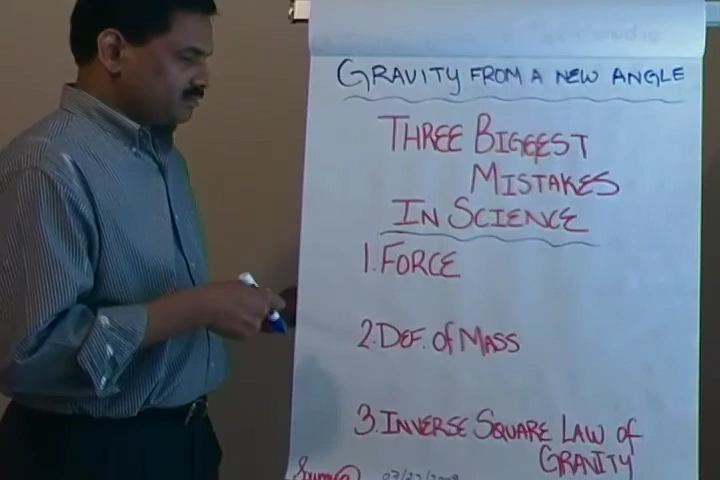 GRAVITY FROM A NEW ANGLE
THREE BIGGEST
MISTAKES
IN SCIENCE
1. FORCE
2. DEF. of MASS
3. INVERSE SQUARE LAW of
GRAVITY